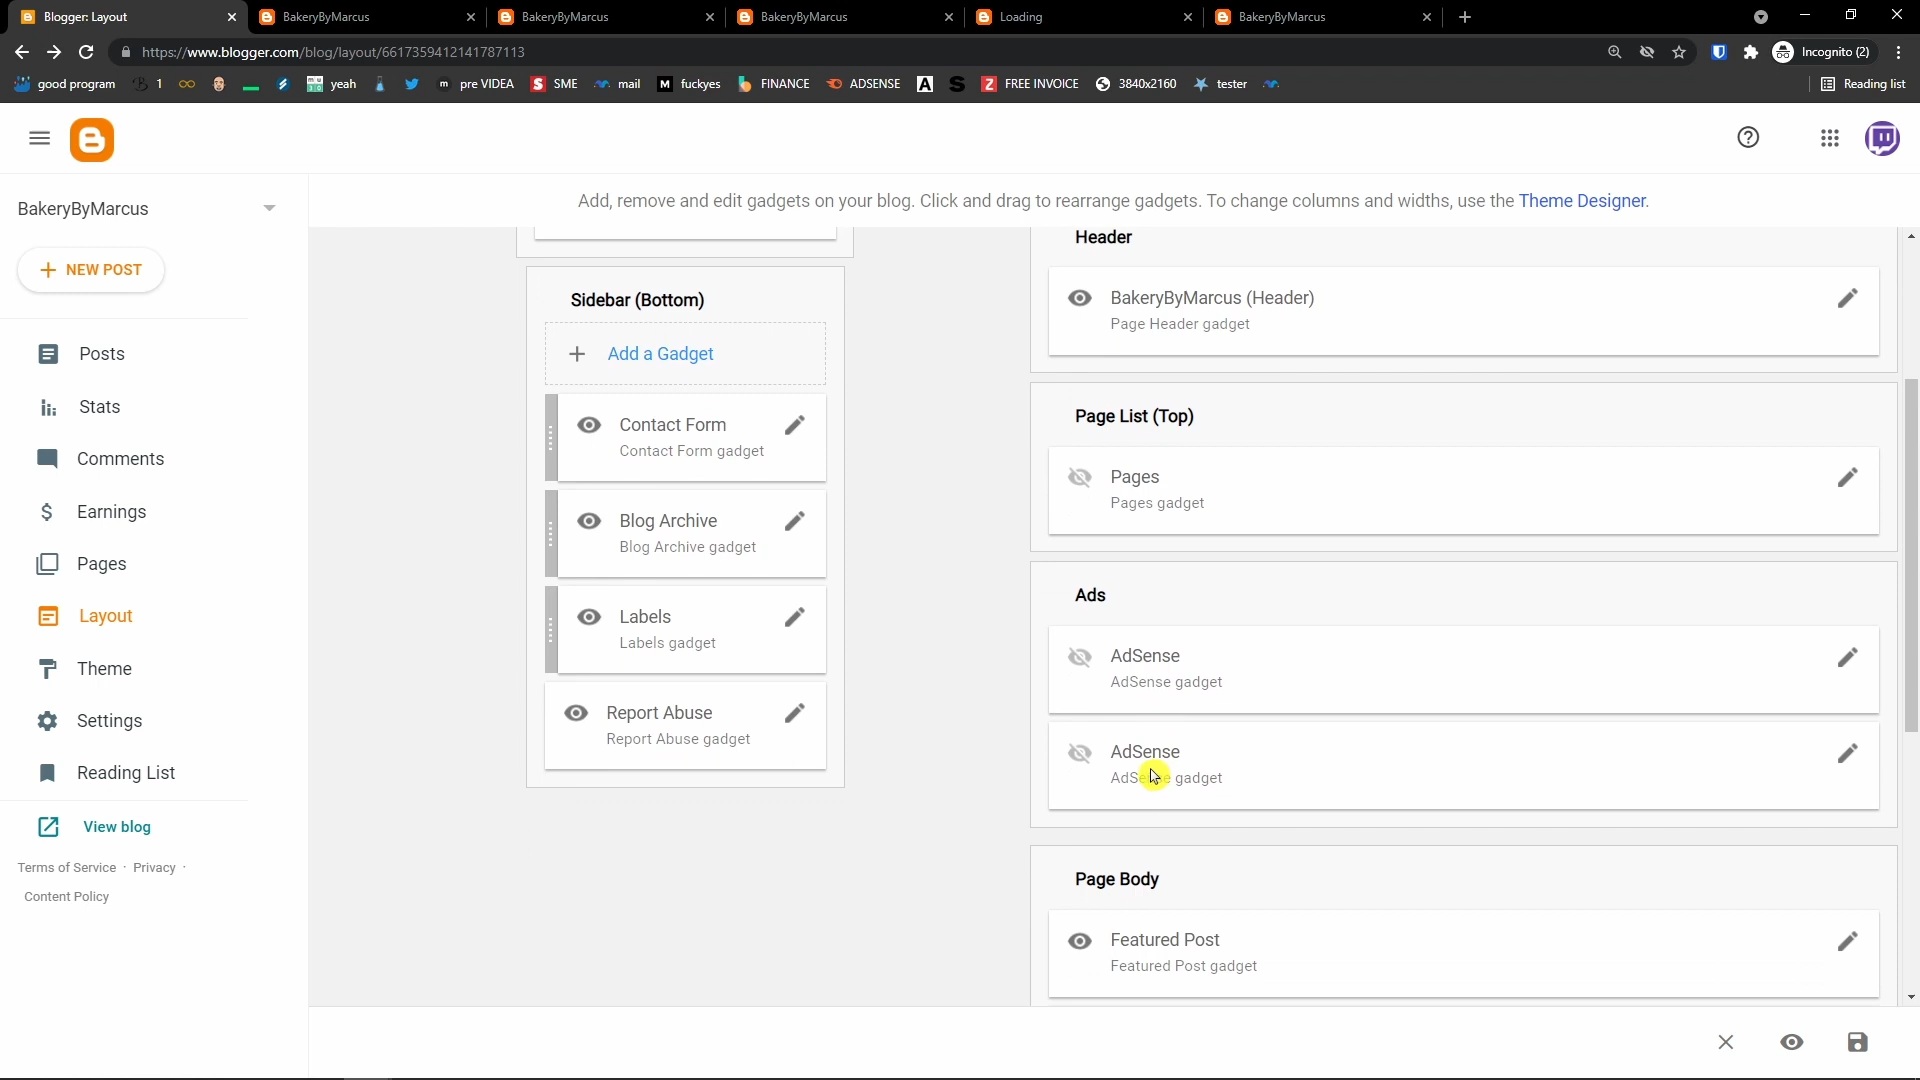 Blogger: Layout
BakeryByMarcus
BakeryByMarcus
BakeryByMarcus
Loading
BakeryByMarcus
https://www.blogger.com/blog/layout/6617359412141787113
Incognito (2)
good program
1
yeah
pre VIDEA
SME
mail
fuckyes
FINANCE
ADSENSE
FREE INVOICE
3840x2160
tester
Reading list
BakeryByMarcus
Add, remove and edit gadgets on your blog. Click and drag to rearrange gadgets. To change columns and widths, use the Theme Designer.
NEW POST
Posts
Stats
Comments
Earnings
Pages
Layout
Theme
Settings
Reading List
View blog
Terms of Service · Privacy ·
Content Policy
Sidebar (Bottom)
Add a Gadget
Contact Form
Contact Form gadget
Blog Archive
Blog Archive gadget
Labels
Labels gadget
Report Abuse
Report Abuse gadget
Header
BakeryByMarcus (Header)
Page Header gadget
Page List (Top)
Pages
Pages gadget
Ads
AdSense
AdSense gadget
AdSense
AdSense gadget
Page Body
Featured Post
Featured Post gadget